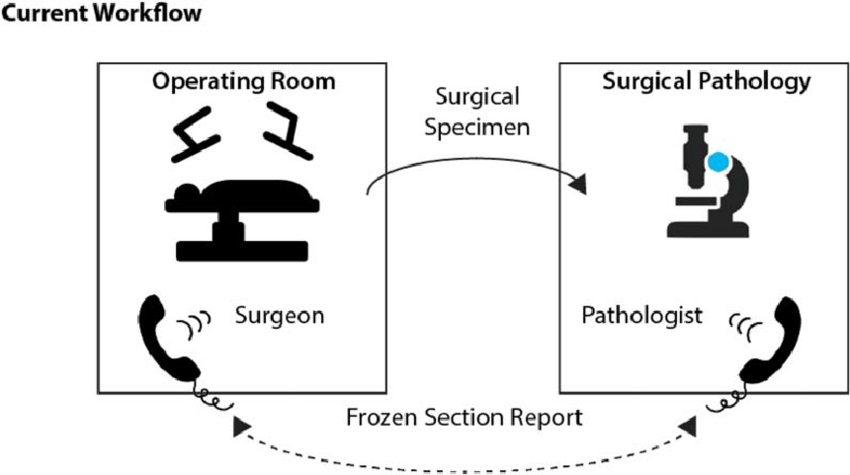 Current Workflow
Operating Room
Surgical
Specimen
Surgical Pathology
Surgeon
Pathologist
Frozen Section Report